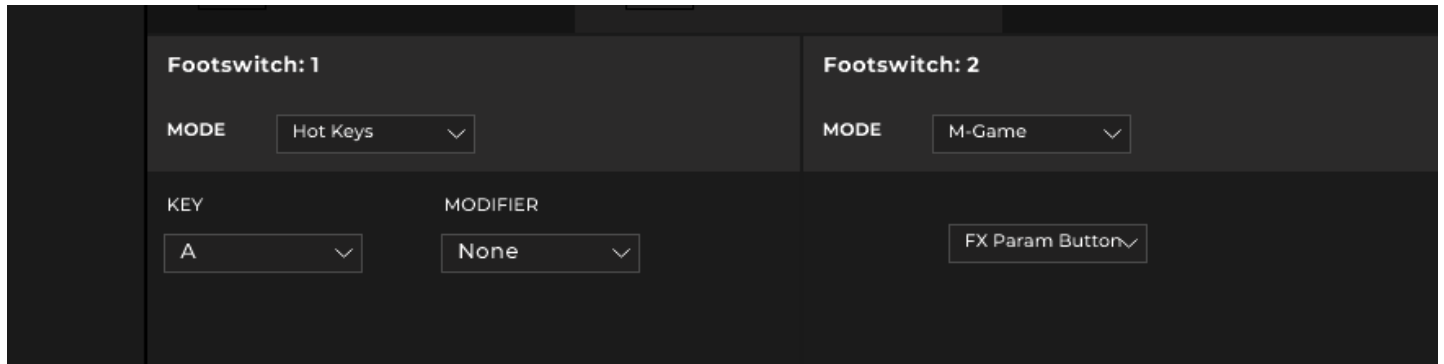 Footswitch: 1
MODE
Hot Keys
KEY
MODIFIER
A
None
Footswitch: 2
MODE
M-Game
FX Param Button